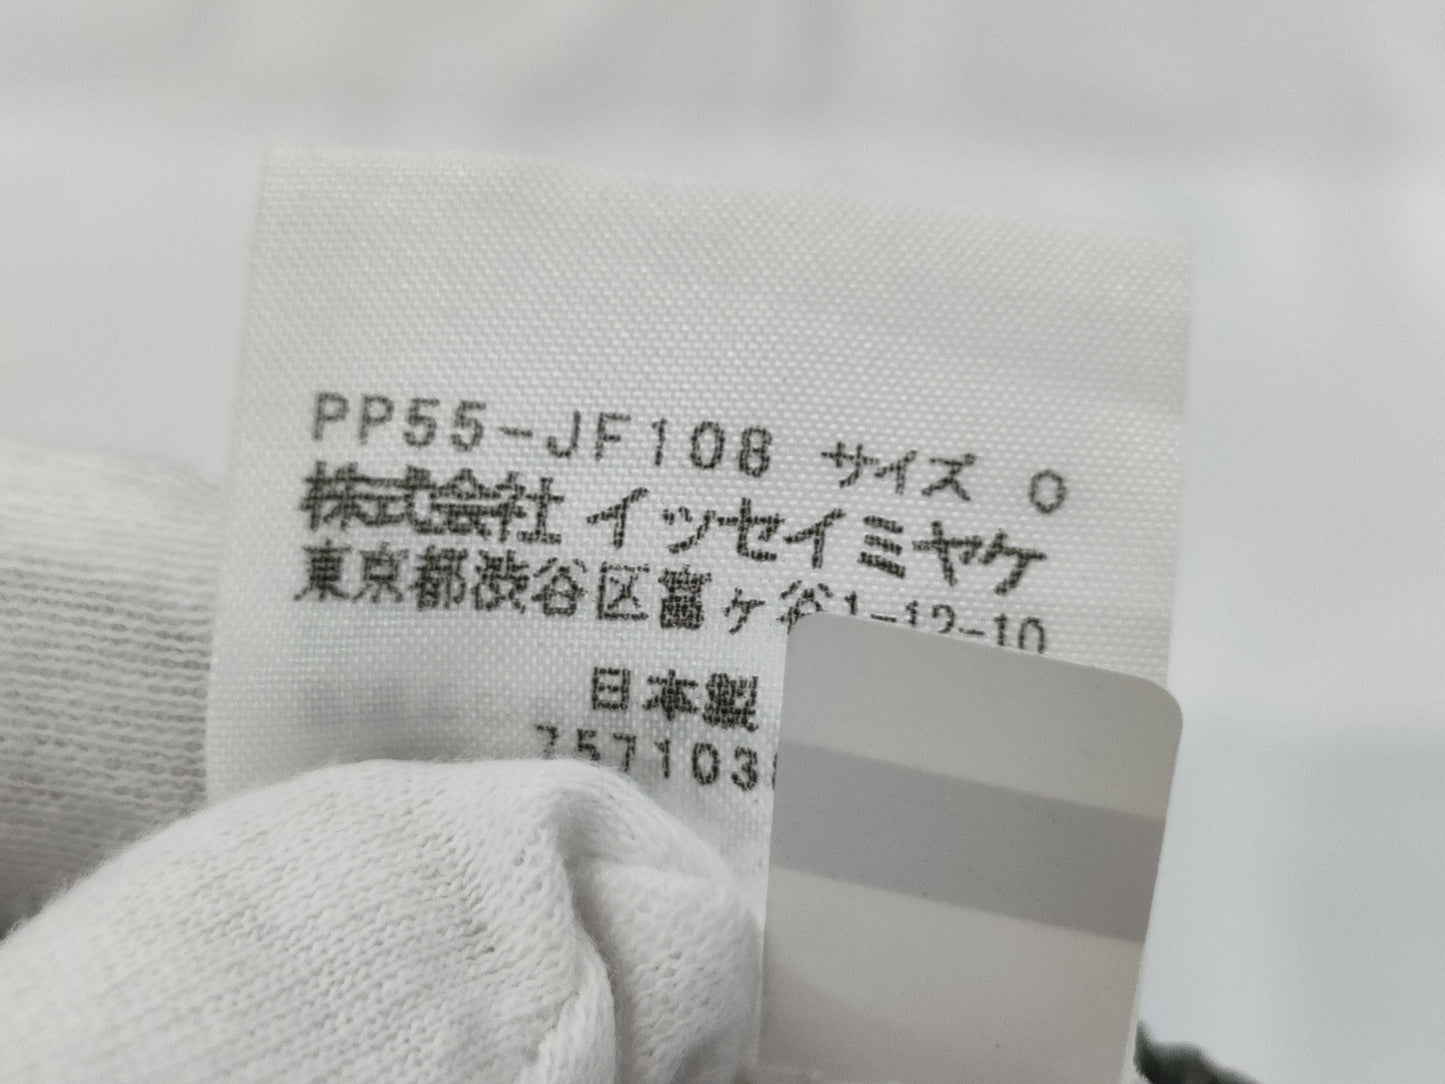 PP55-JF108 サイズ 0
株式会社 イッセイミヤケ
東京都渋谷区富ヶ谷1-12-10
日本製
757103